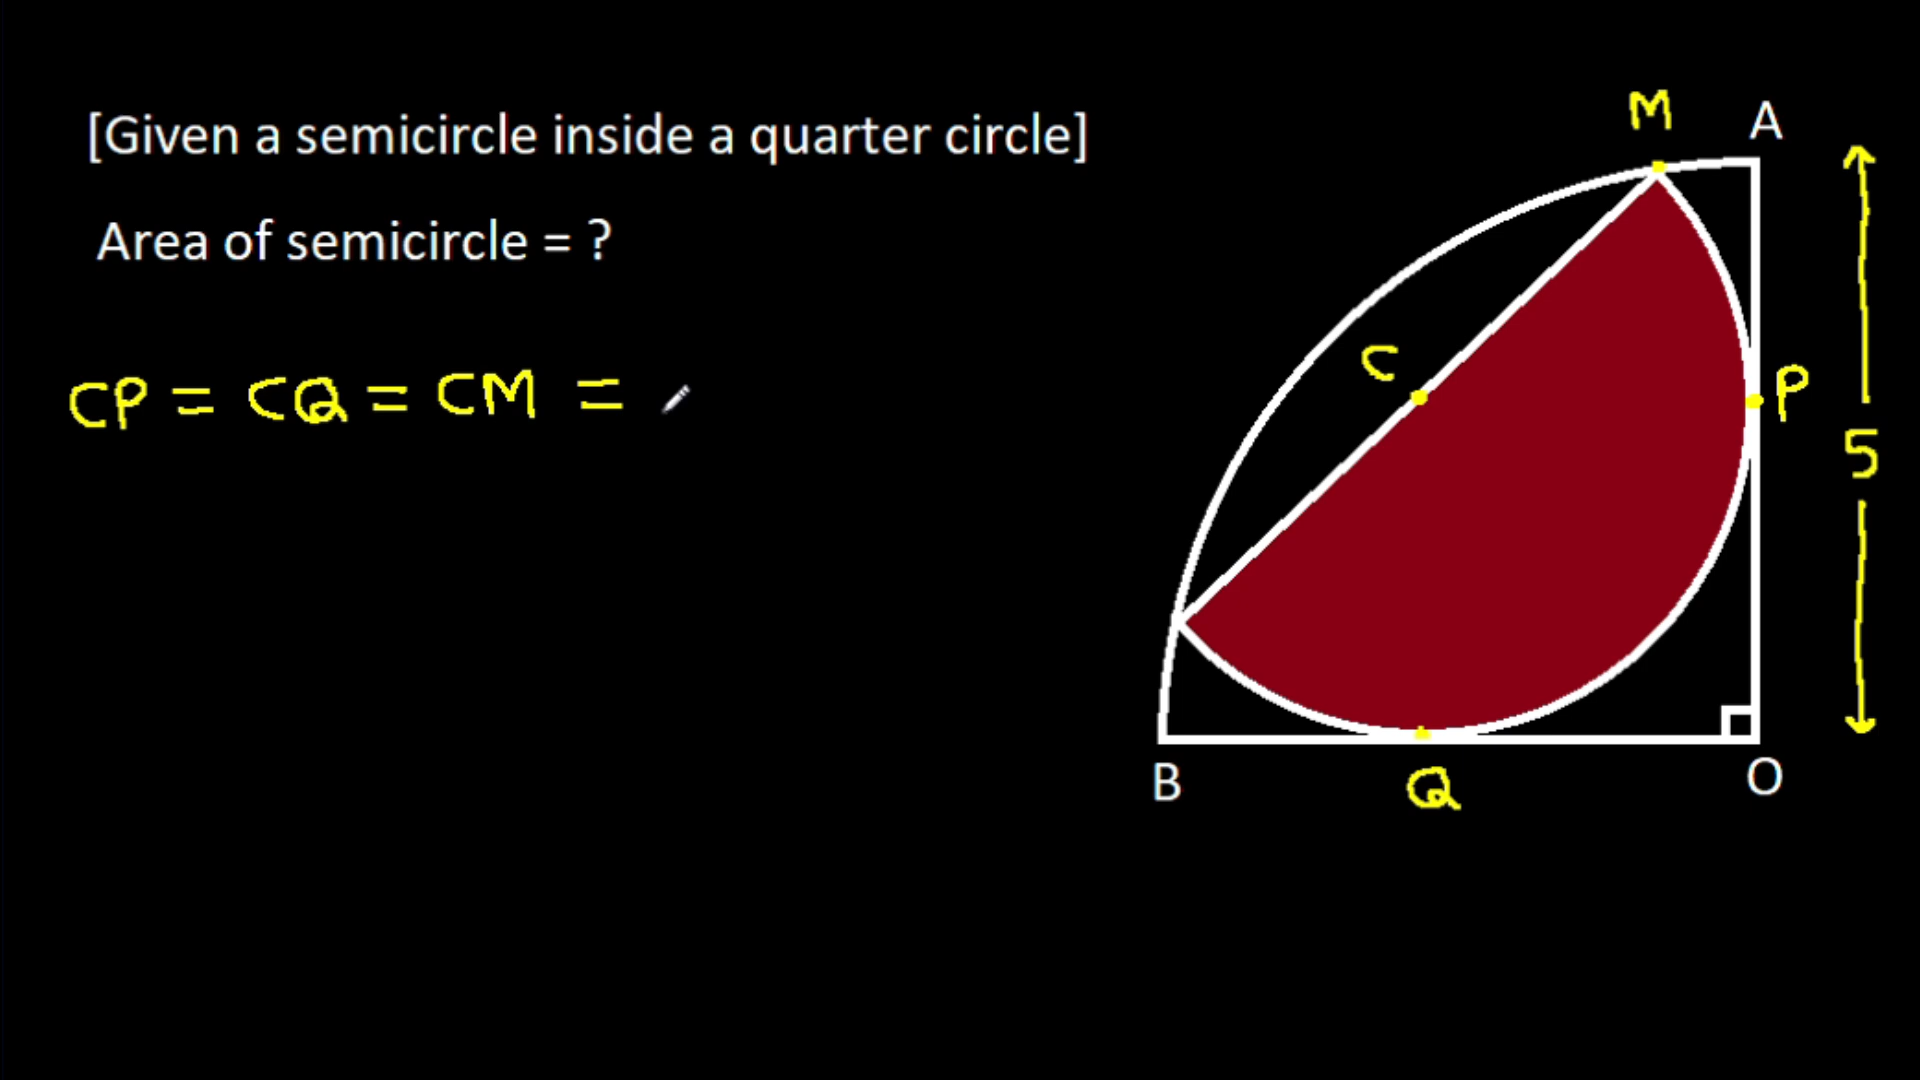 [Given a semicircle inside a quarter circle]
Area of semicircle = ?
CP = CQ = CM =
M
A
C
P
5
B
Q
O